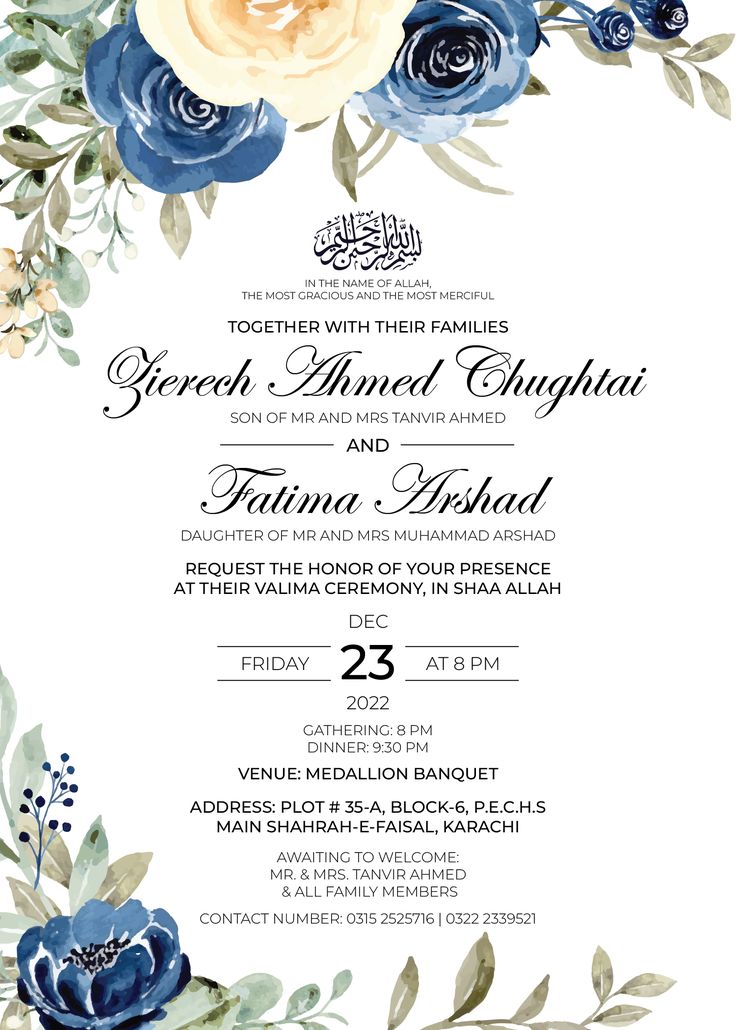 بسم الله الرحمن الرحيم
IN THE NAME OF ALLAH,
THE MOST GRACIOUS AND THE MOST MERCIFUL
TOGETHER WITH THEIR FAMILIES
Zierech Ahmed Chughtai
SON OF MR AND MRS TANVIR AHMED
AND
Fatima Arshad
DAUGHTER OF MR AND MRS MUHAMMAD ARSHAD
REQUEST THE HONOR OF YOUR PRESENCE
AT THEIR VALIMA CEREMONY, IN SHAA ALLAH
DEC
FRIDAY 23 AT 8 PM
2022
GATHERING: 8 PM
DINNER: 9:30 PM
VENUE: MEDALLION BANQUET
ADDRESS: PLOT # 35-A, BLOCK-6, P.E.C.H.S
MAIN SHAHRAH-E-FAISAL, KARACHI
AWAITING TO WELCOME:
MR. & MRS. TANVIR AHMED
& ALL FAMILY MEMBERS
CONTACT NUMBER: 0315 2525716 | 0322 2339521